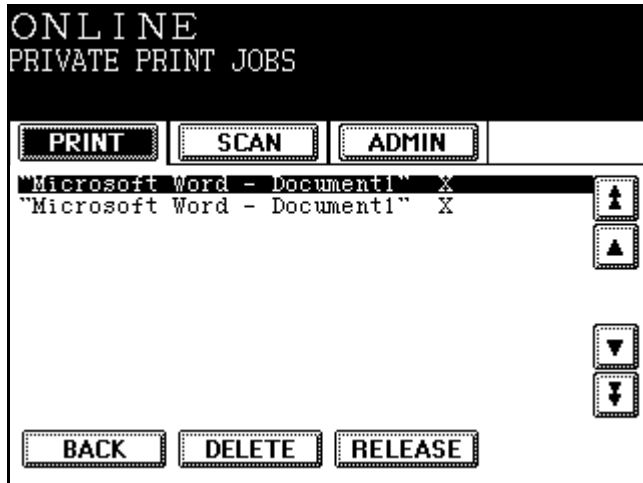 ONLINE
PRIVATE PRINT JOBS
PRINT SCAN ADMIN
"Microsoft Word - Document1" X
"Microsoft Word - Document1" X
BACK DELETE RELEASE